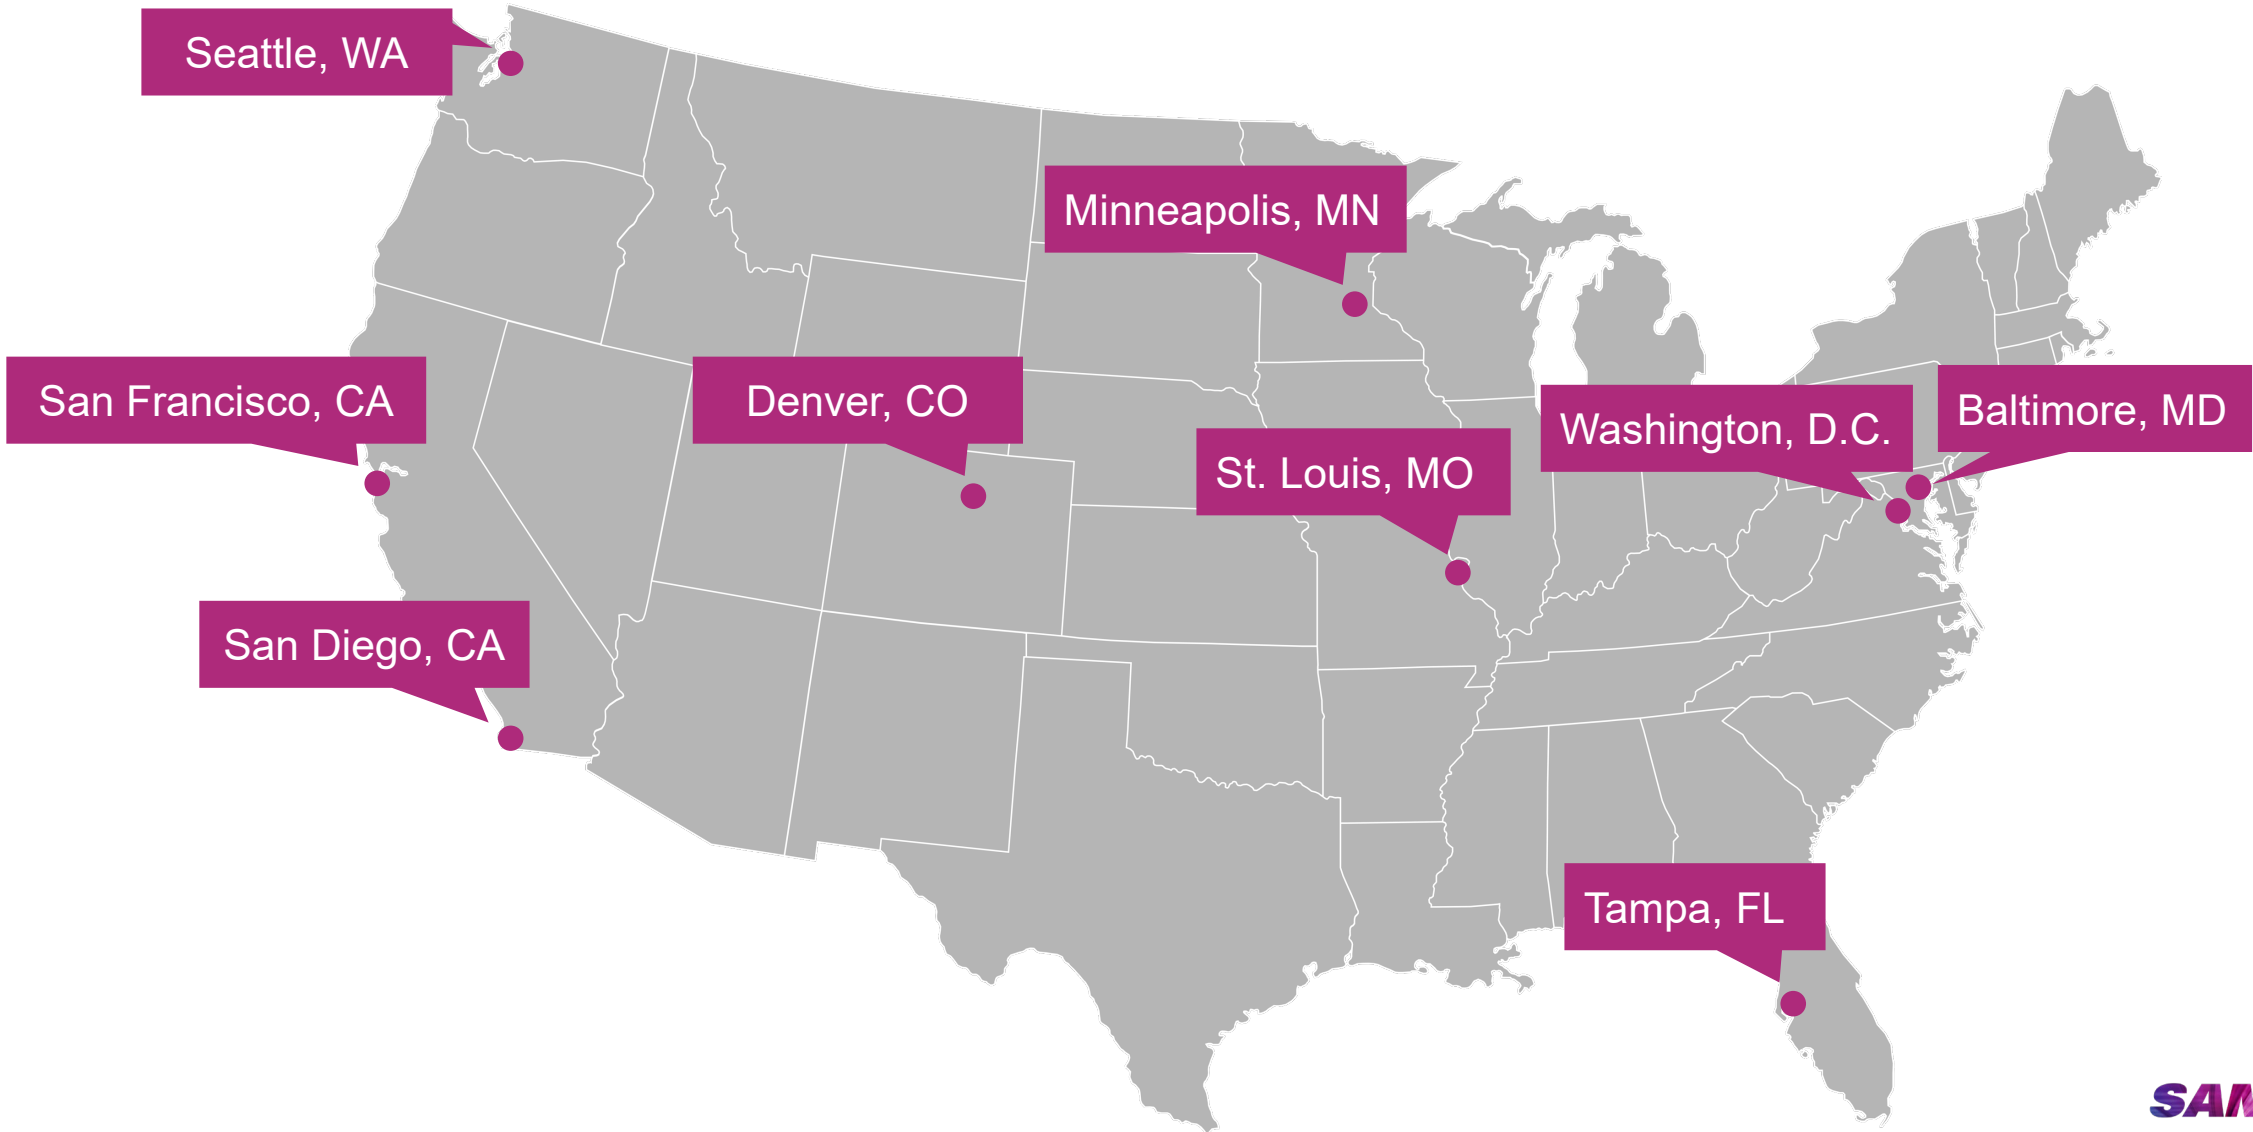 Seattle, WA
Minneapolis, MN
San Francisco, CA
Denver, CO
Baltimore, MD
Washington, D.C.
St. Louis, MO
San Diego, CA
Tampa, FL